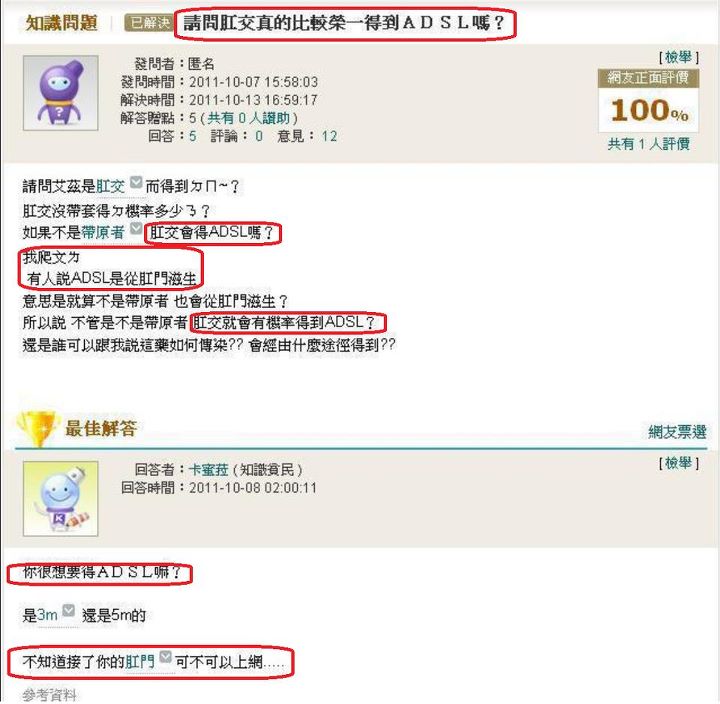 知識問題 | 已解決 請問肛交真的比較榮一得到ＡＤＳＬ嗎？
發問者：匿名
發問時間：2011-10-07 15:58:03
解決時間：2011-10-13 16:59:17
解答贈點：5 ( 共有 0 人讚助 )
回答：5 評論：0 意見：12
[ 檢舉 ]
網友正面評價
100%
共有 1 人評價
請問艾茲是肛交 而得到ㄉㄇ~？
肛交沒帶套得ㄉ機率多少ㄋ？
如果不是帶原者 肛交會得ADSL嗎？
我爬文ㄌ
有人說ADSL是從肛門滋生
意思是就算不是帶原者 也會從肛門滋生？
所以說 不管是不是帶原者 肛交就會有機率得到ADSL？
還是誰可以跟我說這藥如何傳染?? 會經由什麼途徑得到??
最佳解答
網友票選
回答者：卡蜜菈 ( 知識貧民 )
回答時間：2011-10-08 02:00:11
[ 檢舉 ]
K
你很想要得ＡＤＳＬ嘛？
是3m 還是5m的
不知道接了你的肛門 可不可以上網.....
參考資料